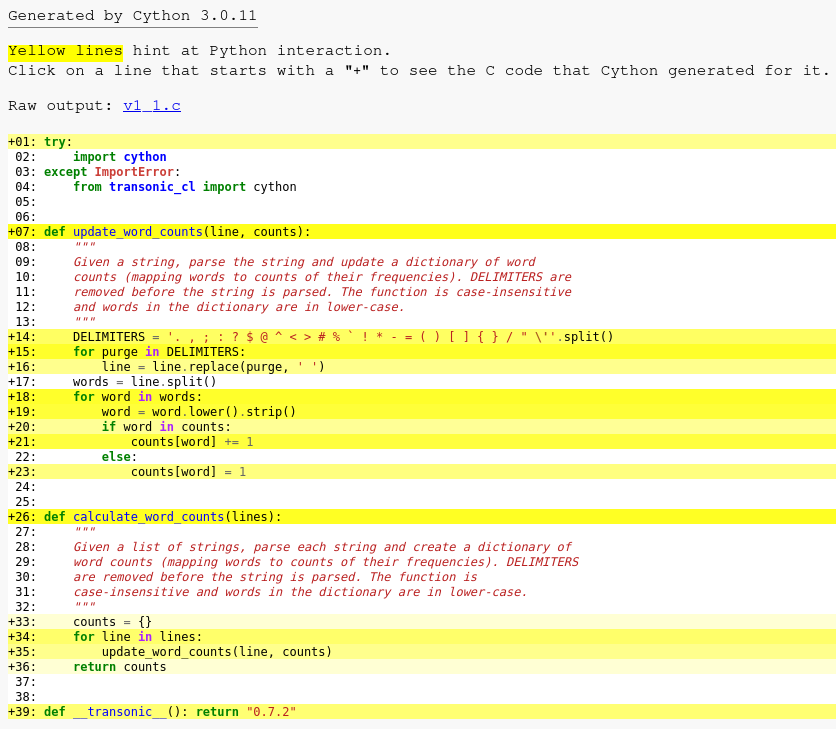 Generated by Cython 3.0.11
Yellow lines hint at Python interaction.
Click on a line that starts with a "+" to see the C code that Cython generated for it.
Raw output: v1_1.c
+01: try:
 02:     import cython
 03: except ImportError:
 04:     from transonic_cl import cython
 05:
 06:
+07: def update_word_counts(line, counts):
 08:     """
 09:     Given a string, parse the string and update a dictionary of word
 10:     counts (mapping words to counts of their frequencies). DELIMITERS are
 11:     removed before the string is parsed. The function is case-insensitive
 12:     and words in the dictionary are in lower-case.
 13:     """
+14:     DELIMITERS = '. , ; : ? $ @ ^ < > # % ` ! * - = ( ) [ ] { } / " \''.split()
+15:     for purge in DELIMITERS:
+16:         line = line.replace(purge, ' ')
+17:     words = line.split()
+18:     for word in words:
+19:         word = word.lower().strip()
+20:         if word in counts:
+21:             counts[word] += 1
 22:         else:
+23:             counts[word] = 1
 24:
 25:
+26: def calculate_word_counts(lines):
 27:     """
 28:     Given a list of strings, parse each string and create a dictionary of
 29:     word counts (mapping words to counts of their frequencies). DELIMITERS
 30:     are removed before the string is parsed. The function is
 31:     case-insensitive and words in the dictionary are in lower-case.
 32:     """
+33:     counts = {}
+34:     for line in lines:
+35:         update_word_counts(line, counts)
+36:     return counts
 37:
 38:
+39: def __transonic__(): return "0.7.2"